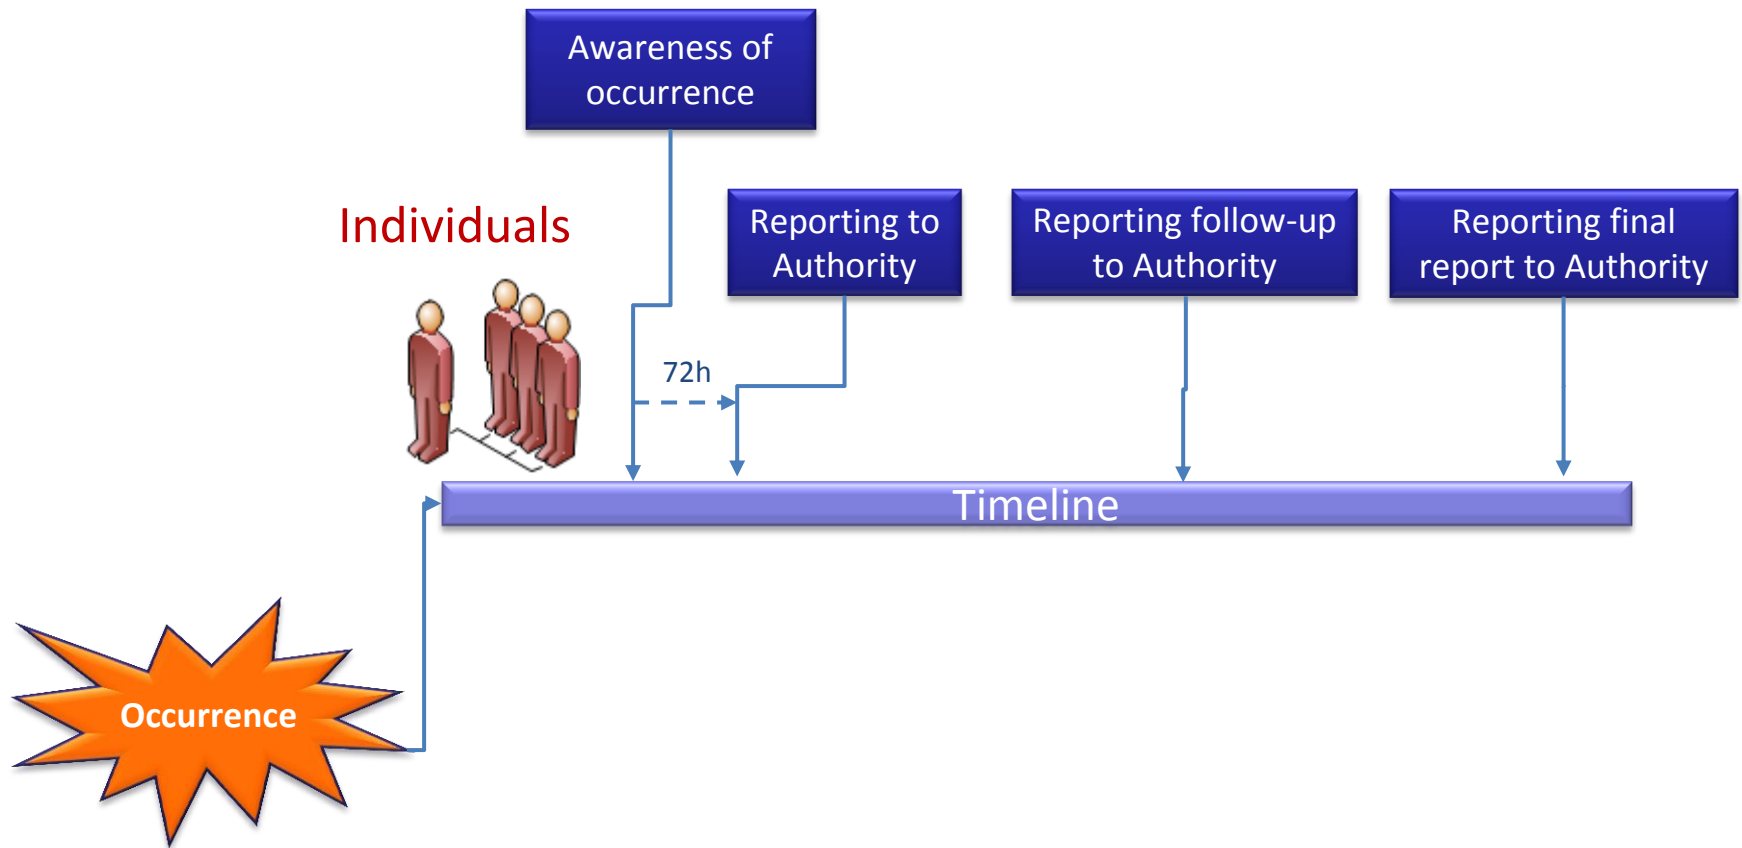 Awareness of
occurrence
Individuals
Reporting to
Authority
Reporting follow-up
to Authority
Reporting final
report to Authority
72h
Timeline
Occurrence